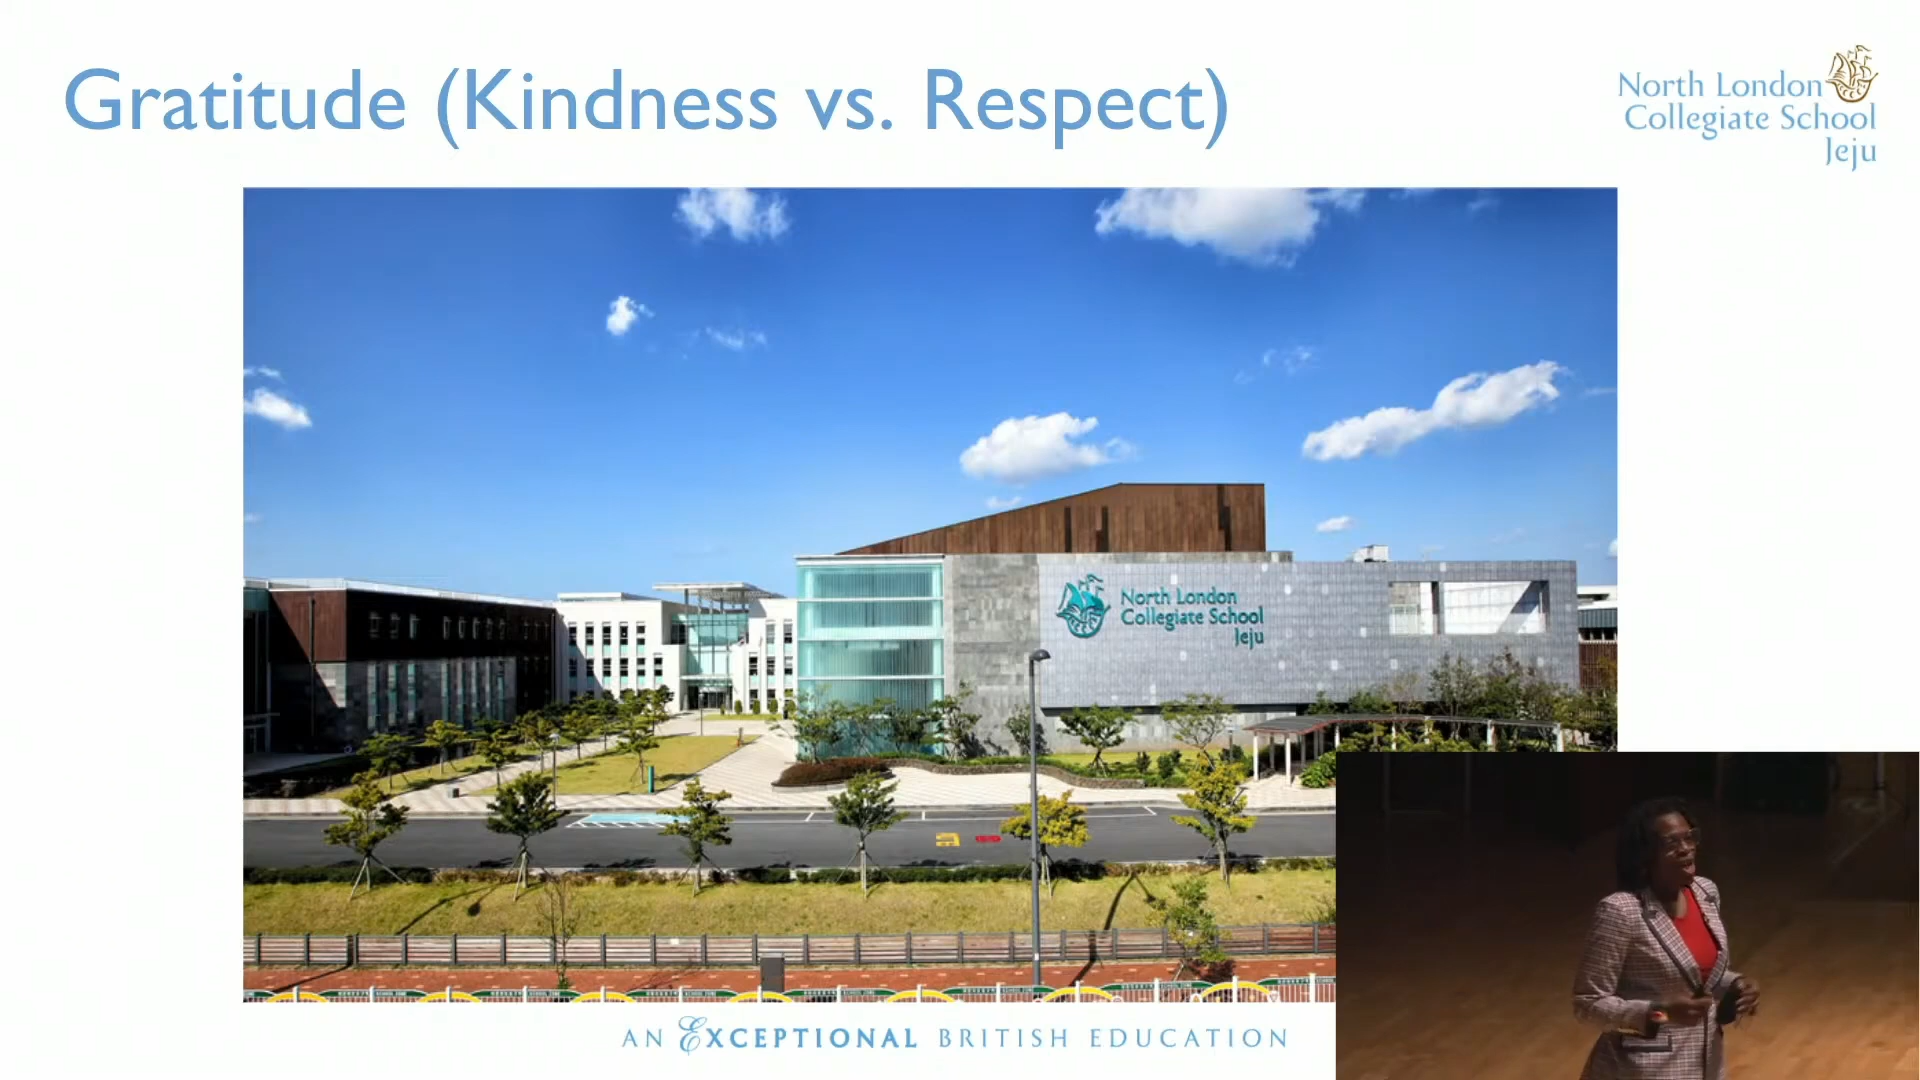 Gratitude (Kindness vs. Respect)
North London
Collegiate School
Jeju
North London
Collegiate School
Jeju
AN EXCEPTIONAL BRITISH EDUCATION